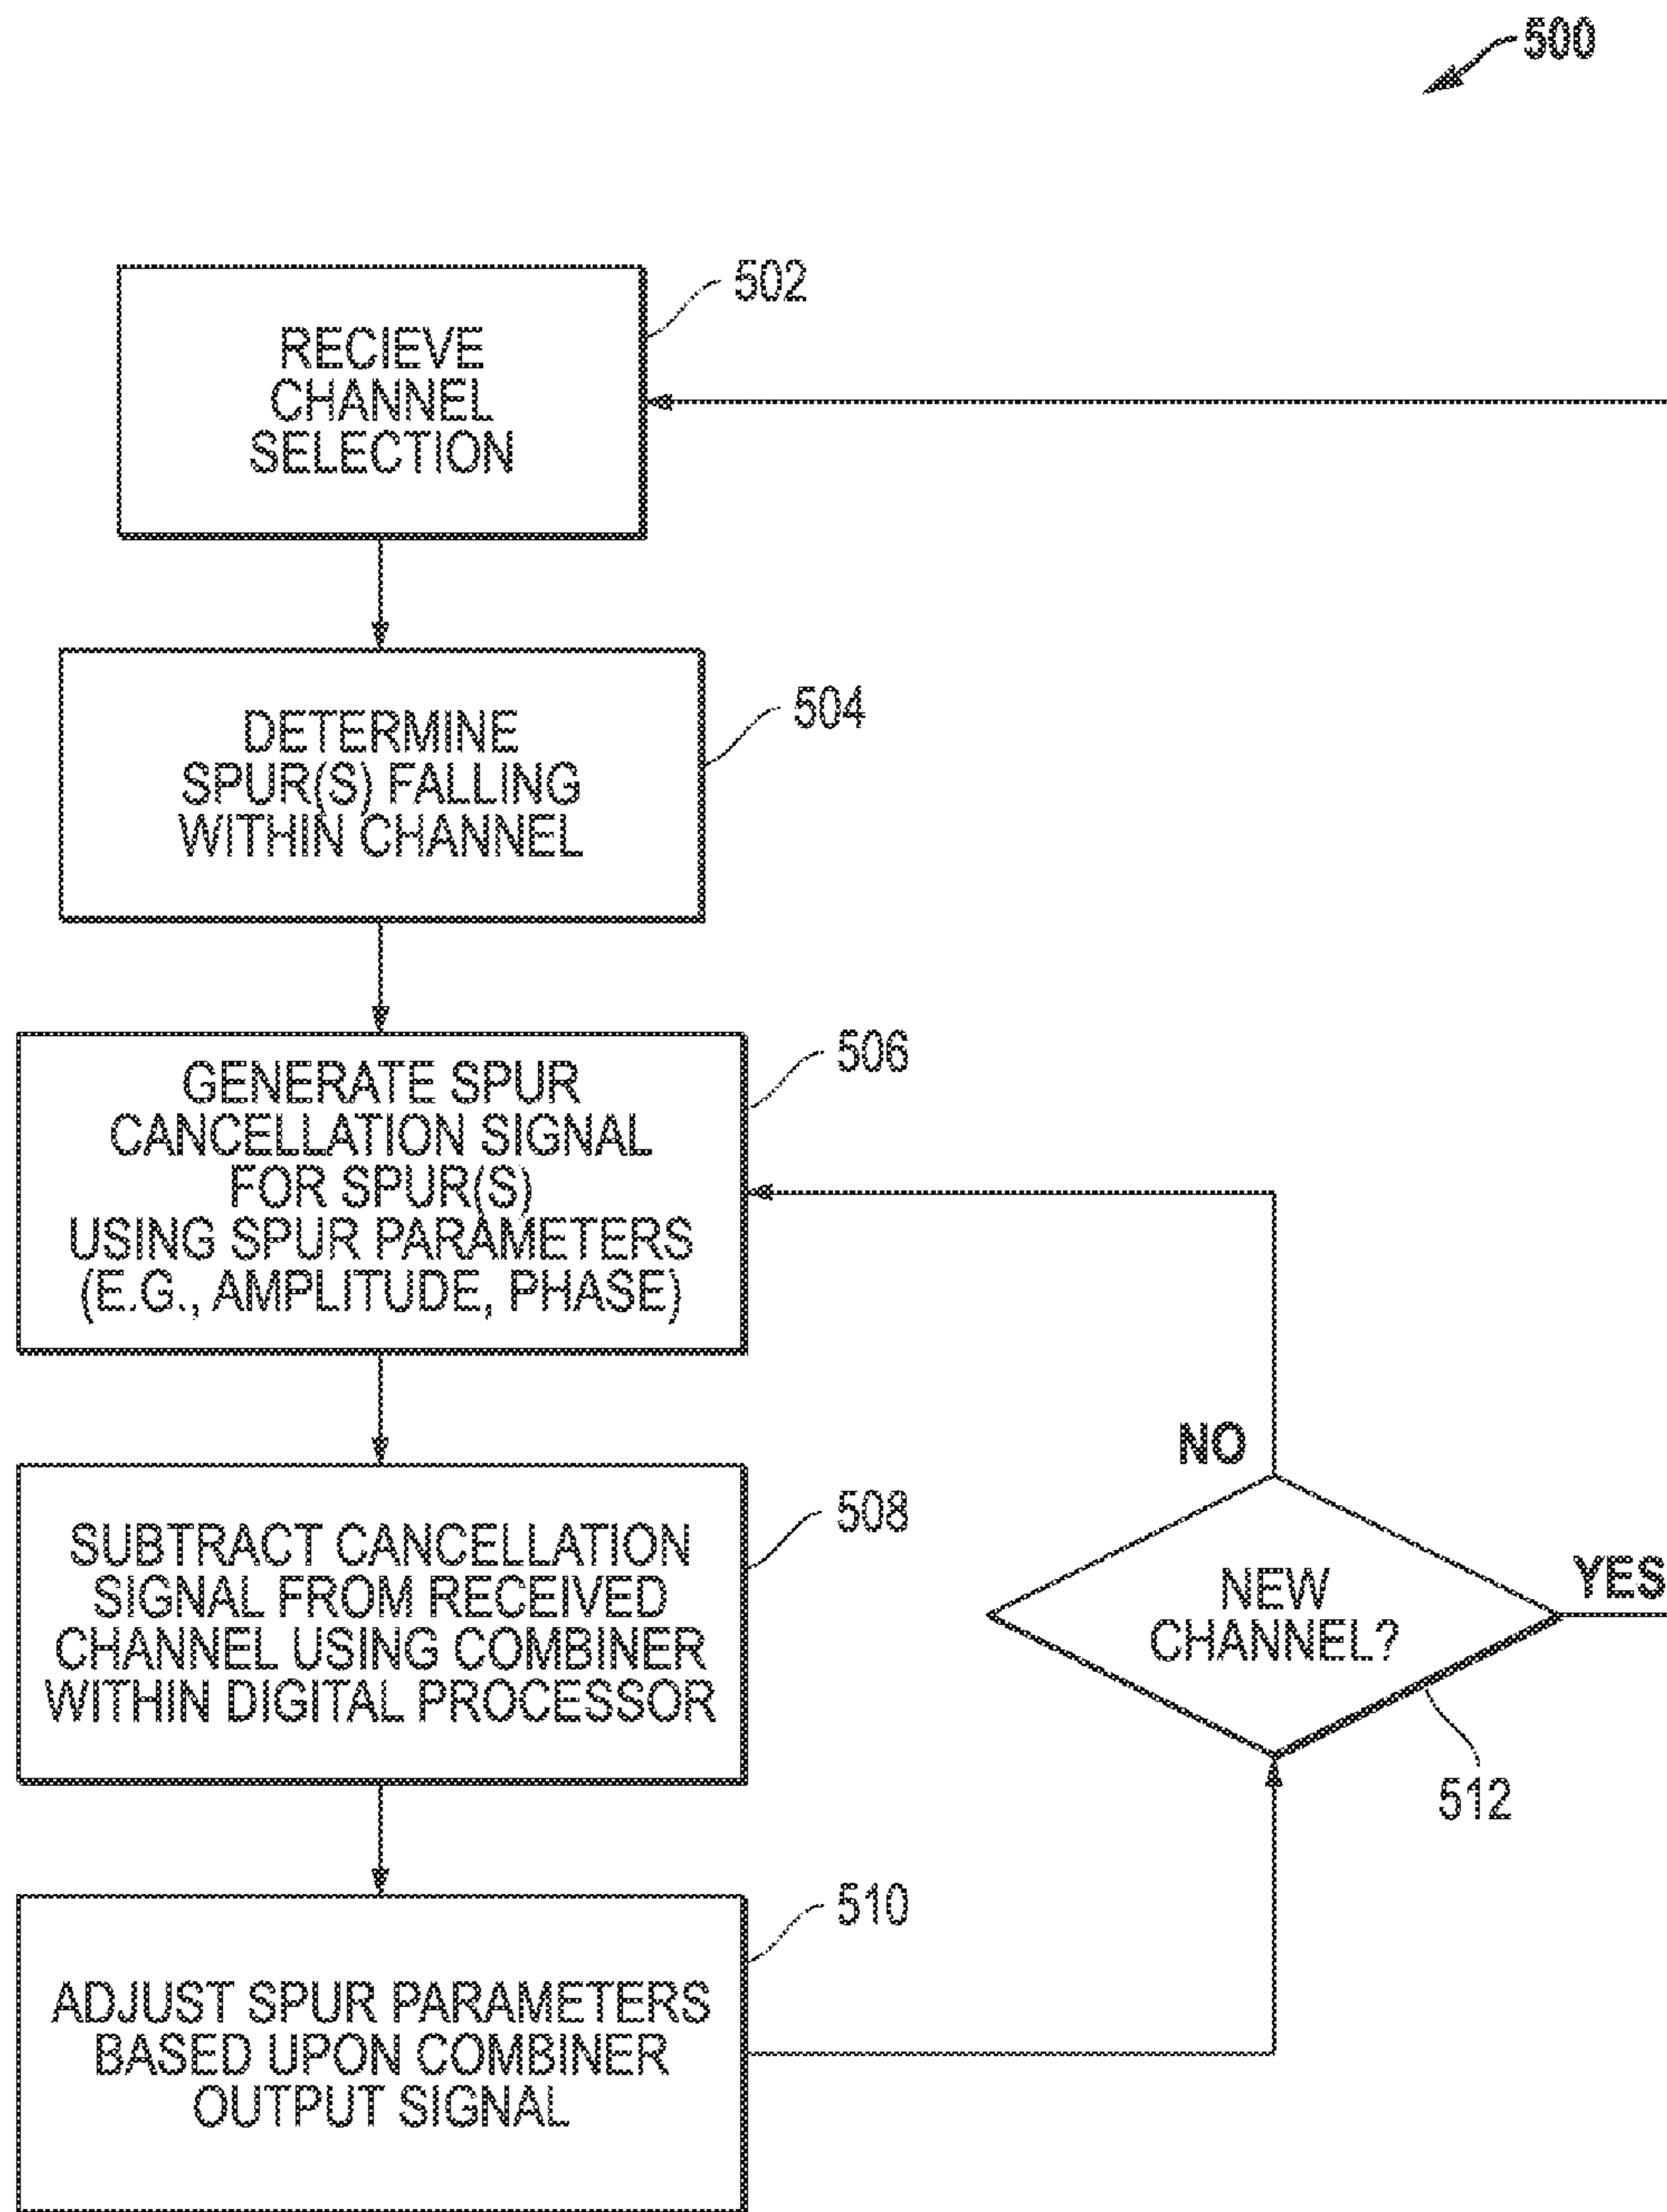 500
RECIEVE
CHANNEL
SELECTION
502
DETERMINE
SPUR(S) FALLING
WITHIN CHANNEL
504
GENERATE SPUR
CANCELLATION SIGNAL
FOR SPUR(S)
USING SPUR PARAMETERS
(E.G., AMPLITUDE, PHASE)
506
SUBTRACT CANCELLATION
SIGNAL FROM RECEIVED
CHANNEL USING COMBINER
WITHIN DIGITAL PROCESSOR
508
NO
NEW
CHANNEL?
YES
512
ADJUST SPUR PARAMETERS
BASED UPON COMBINER
OUTPUT SIGNAL
510